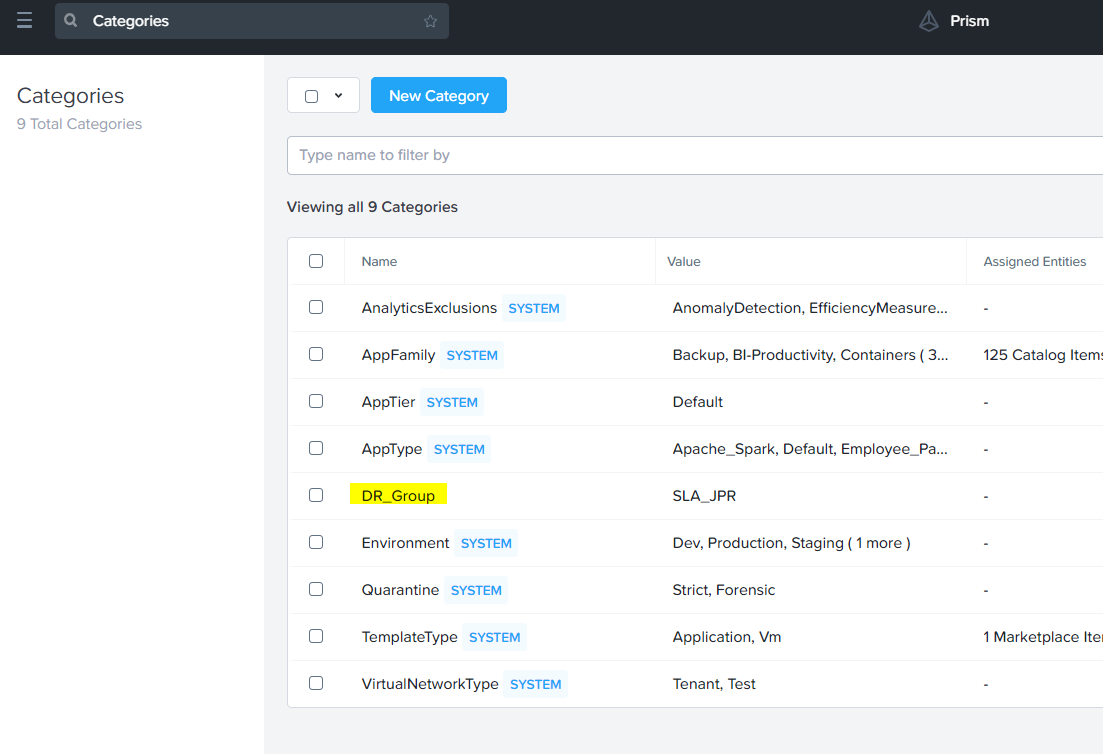 Categories
Prism
Categories
9 Total Categories
New Category
Type name to filter by
Viewing all 9 Categories
Name Value Assigned Entities
AnalyticsExclusions SYSTEM AnomalyDetection, EfficiencyMeasure... -
AppFamily SYSTEM Backup, BI-Productivity, Containers ( 3... 125 Catalog Items
AppTier SYSTEM Default -
AppType SYSTEM Apache_Spark, Default, Employee_Pa... -
DR_Group SLA_JPR -
Environment SYSTEM Dev, Production, Staging ( 1 more ) -
Quarantine SYSTEM Strict, Forensic -
TemplateType SYSTEM Application, Vm 1 Marketplace
VirtualNetworkType SYSTEM Tenant, Test -